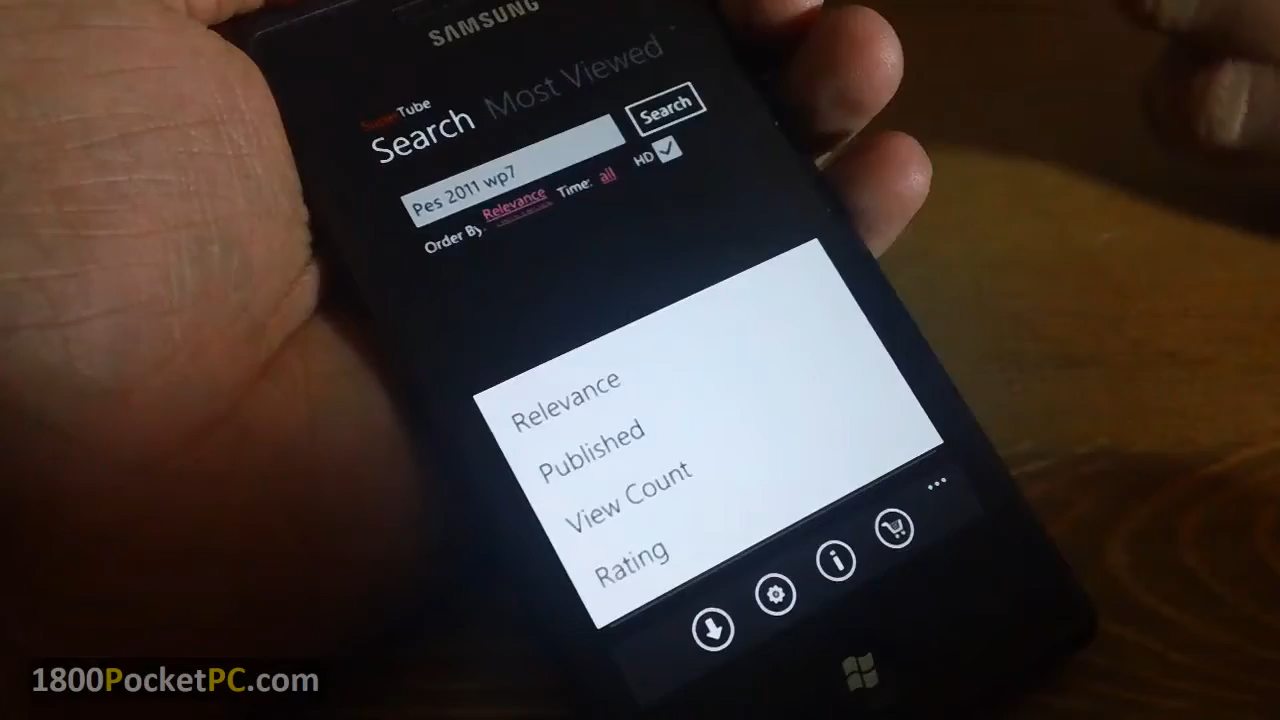 SAMSUNG
SuperTube
Search Most Viewed
Pes 2011 wp7
Search
Order By: Relevance Time: all HD
Relevance
Published
View Count
Rating
1800PocketPC.com